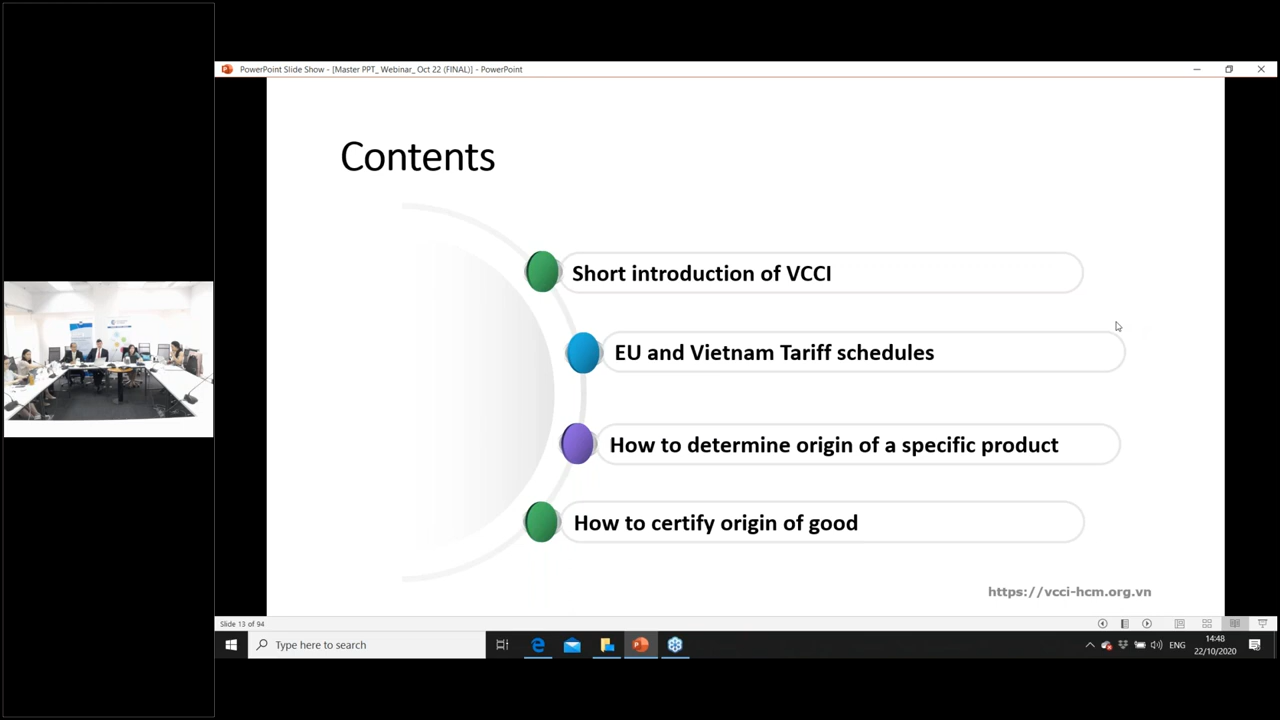 PowerPoint Slide Show - [Master PPT_ Webinar_ Oct 22 (FINAL)] - PowerPoint
Contents
Short introduction of VCCI
EU and Vietnam Tariff schedules
How to determine origin of a specific product
How to certify origin of good
https://vcci-hcm.org.vn
Slide 13 of 94
Type here to search
ENG
14:48
22/10/2020